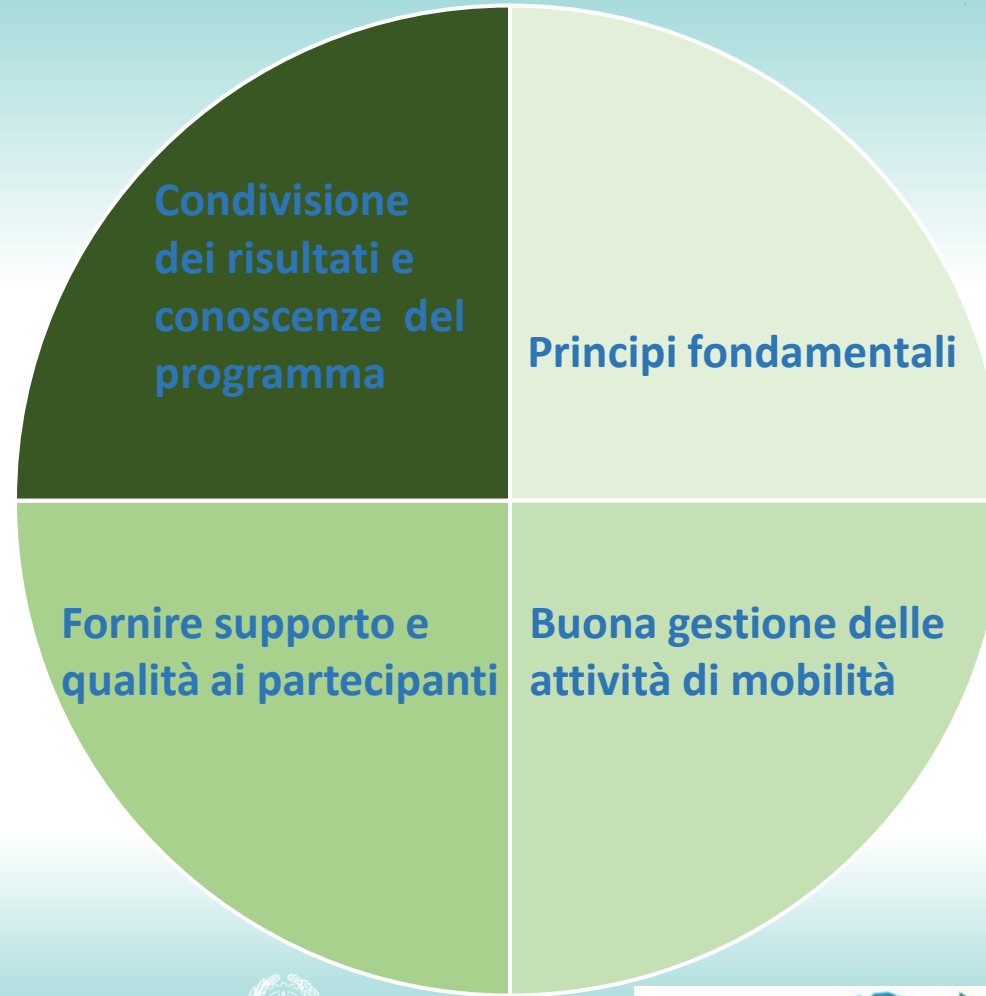 Condivisione
dei risultati e
conoscenze del
programma
Principi fondamentali
Fornire supporto e
qualità ai partecipanti
Buona gestione delle
attività di mobilità